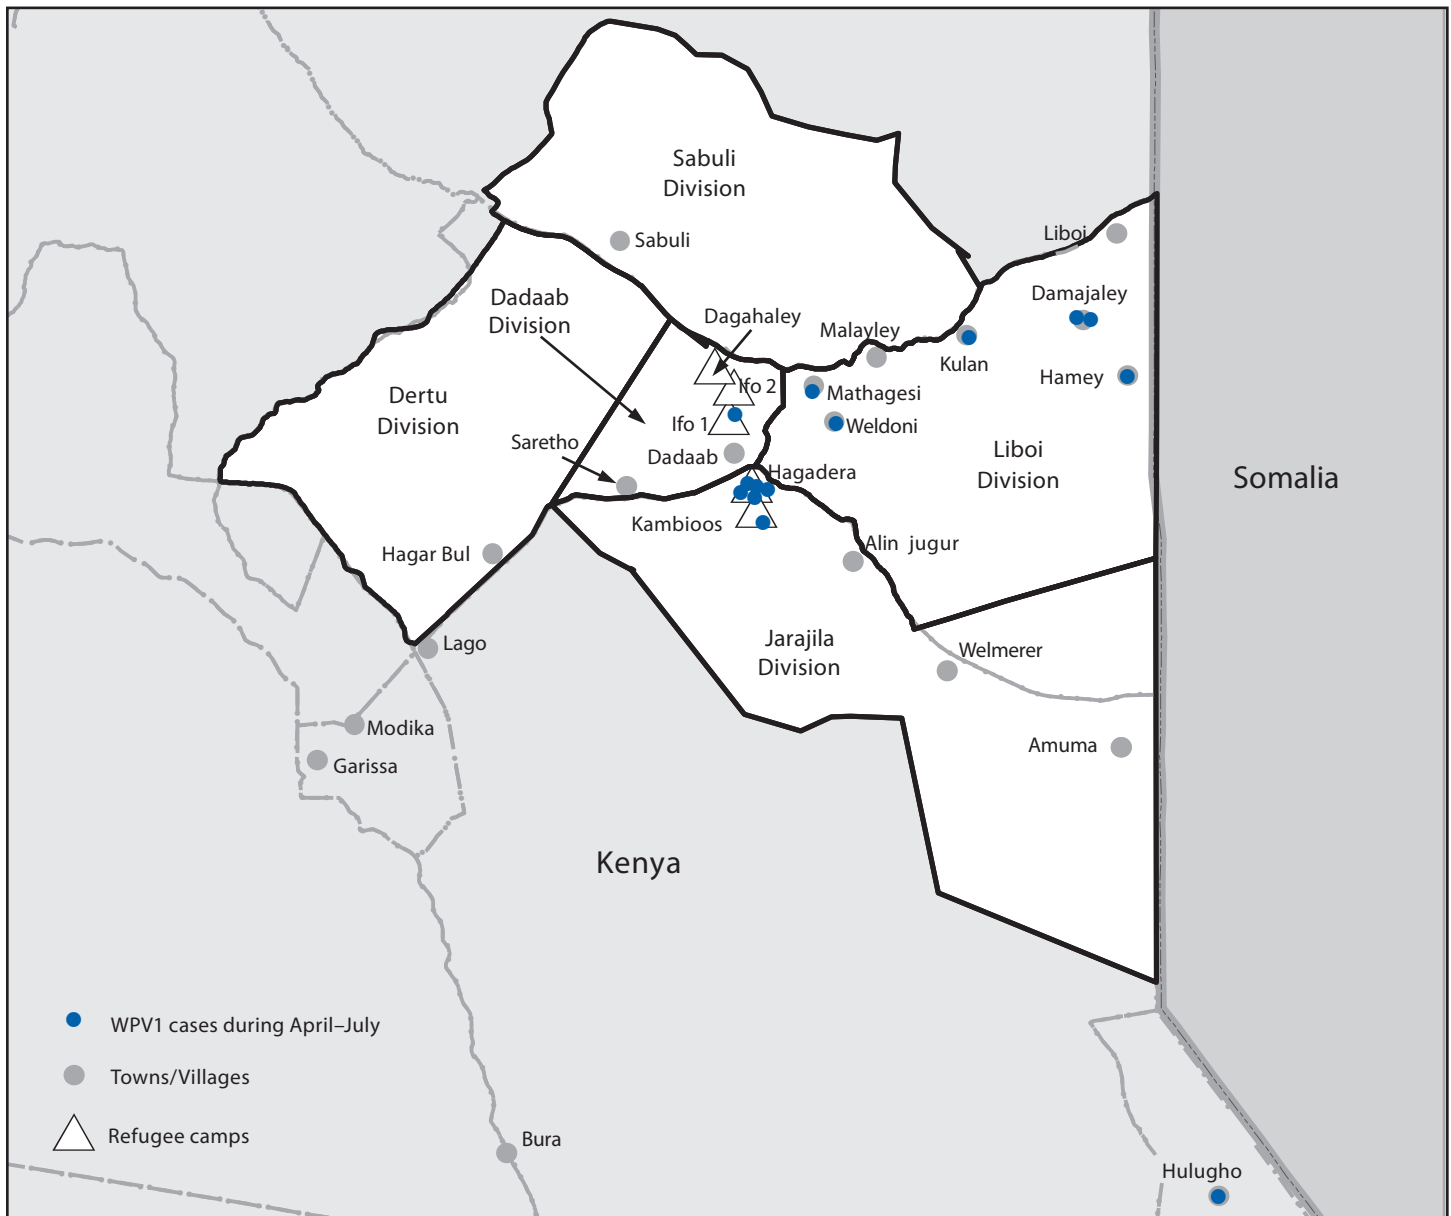 Sabuli
Division
Sabuli
Liboi
Dadaab
Division
Damajaley
Dagahaley
Malayley
Kulan
Hamey
Ifo 2
Mathagesi
Dertu
Division
Ifo 1
Weldoni
Saretho
Dadaab
Liboi
Division
Hagadera
Somalia
Kambioos
Alin jugur
Hagar Bul
Lago
Jarajila
Division
Welmerer
Modika
Amuma
Garissa
Kenya
WPV1 cases during April–July
Towns/Villages
Refugee camps
Bura
Hulugho